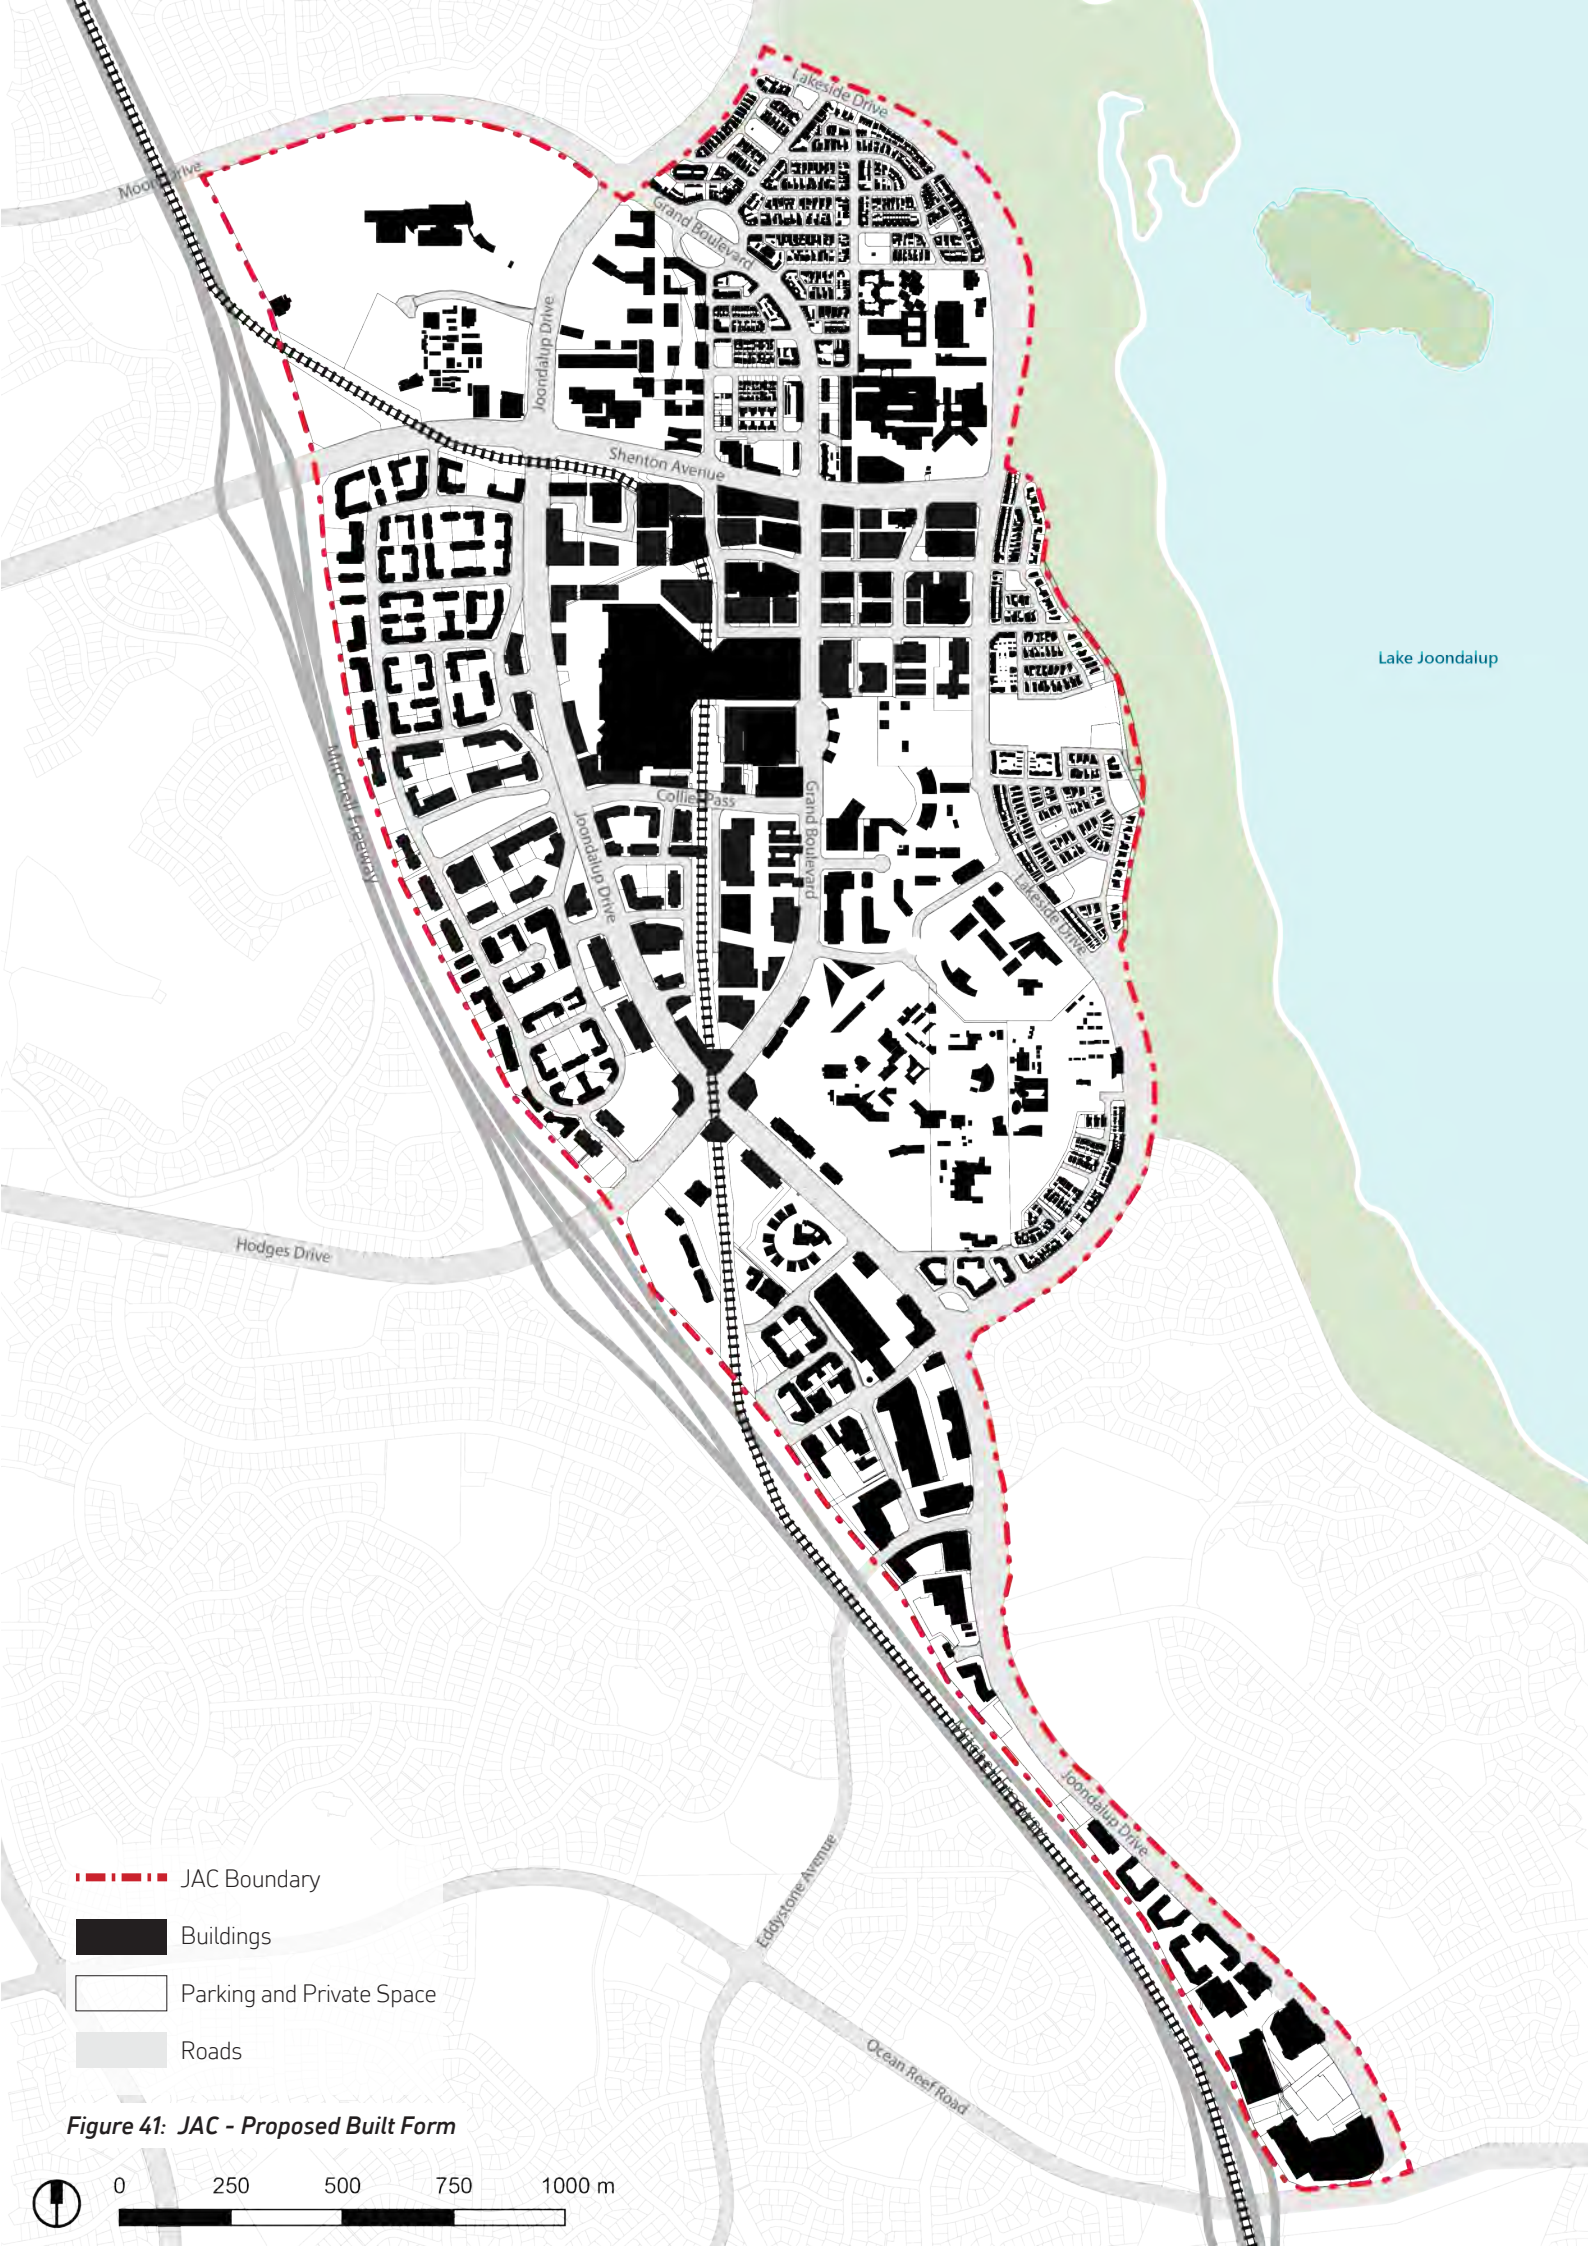 Lakeside Drive
Moore Drive
Grand Boulevard
Joondalup Drive
Shenton Avenue
Lake Joondalup
Mitchell Freeway
Collier Pass
Grand Boulevard
Joondalup Drive
Lakeside Drive
Hodges Drive
Mitchell Freeway
Joondalup Drive
Eddystone Avenue
Ocean Reef Road
JAC Boundary
Buildings
Parking and Private Space
Roads
Figure 41: JAC - Proposed Built Form
0 250 500 750 1000 m